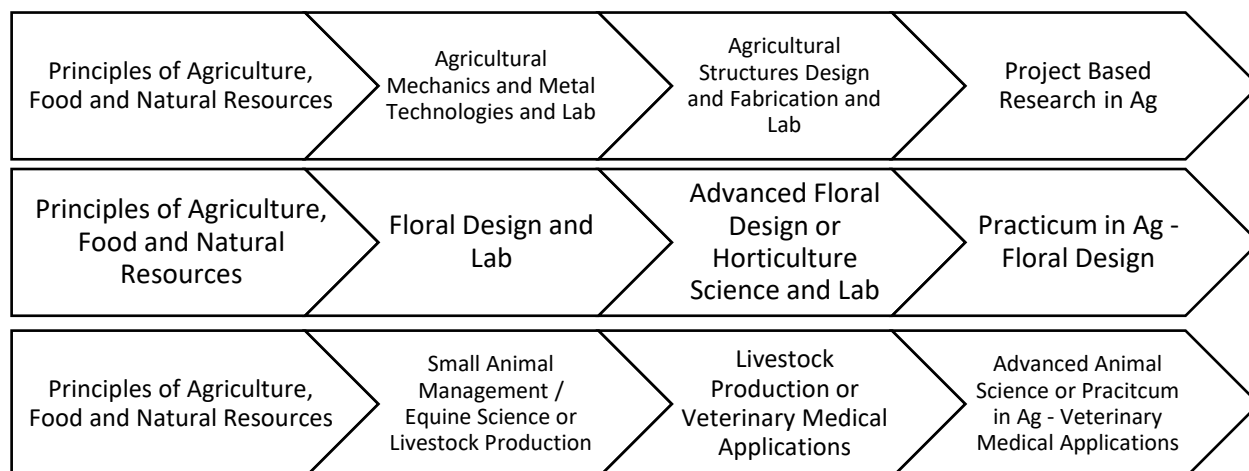 Principles of Agriculture,
Food and Natural Resources
Agricultural
Mechanics and Metal
Technologies and Lab
Agricultural
Structures Design
and Fabrication and
Lab
Project Based
Research in Ag
Principles of Agriculture,
Food and Natural
Resources
Floral Design and
Lab
Advanced Floral
Design or
Horticulture
Science and Lab
Practicum in Ag -
Floral Design
Principles of Agriculture,
Food and Natural Resources
Small Animal
Management /
Equine Science or
Livestock Production
Livestock
Production or
Veterinary Medical
Applications
Advanced Animal
Science or Pracitcum
in Ag - Veterinary
Medical Applications